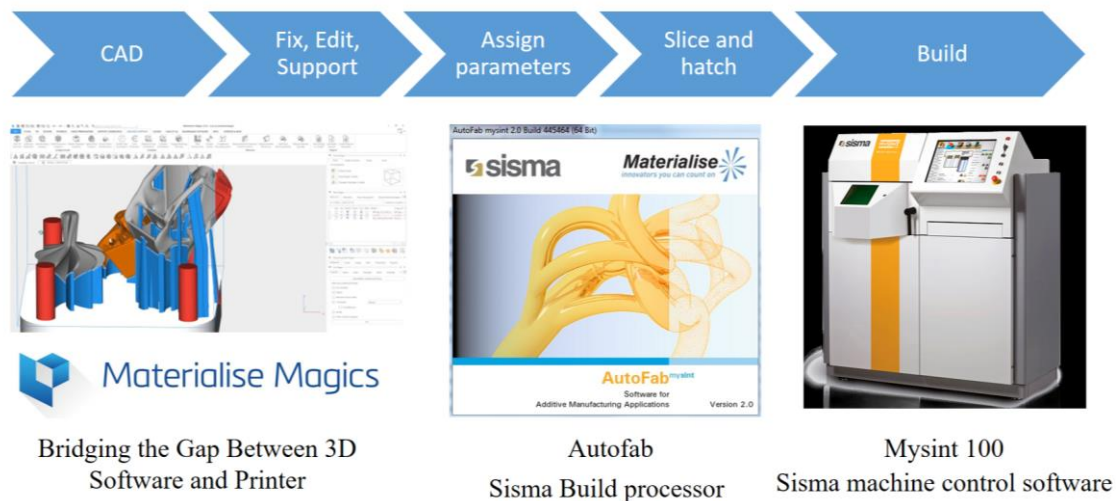 CAD
Fix, Edit,
Support
Assign
parameters
Slice and
hatch
Build
AutoFab mysint 2.0 Build 445464 (64 Bit)
sisma
Materialise
innovators you can count on
AutoFab mysint
Software for
Additive Manufacturing Applications
Version 2.0
sisma
Materialise Magics
Bridging the Gap Between 3D
Software and Printer
Autofab
Sisma Build processor
Mysint 100
Sisma machine control software